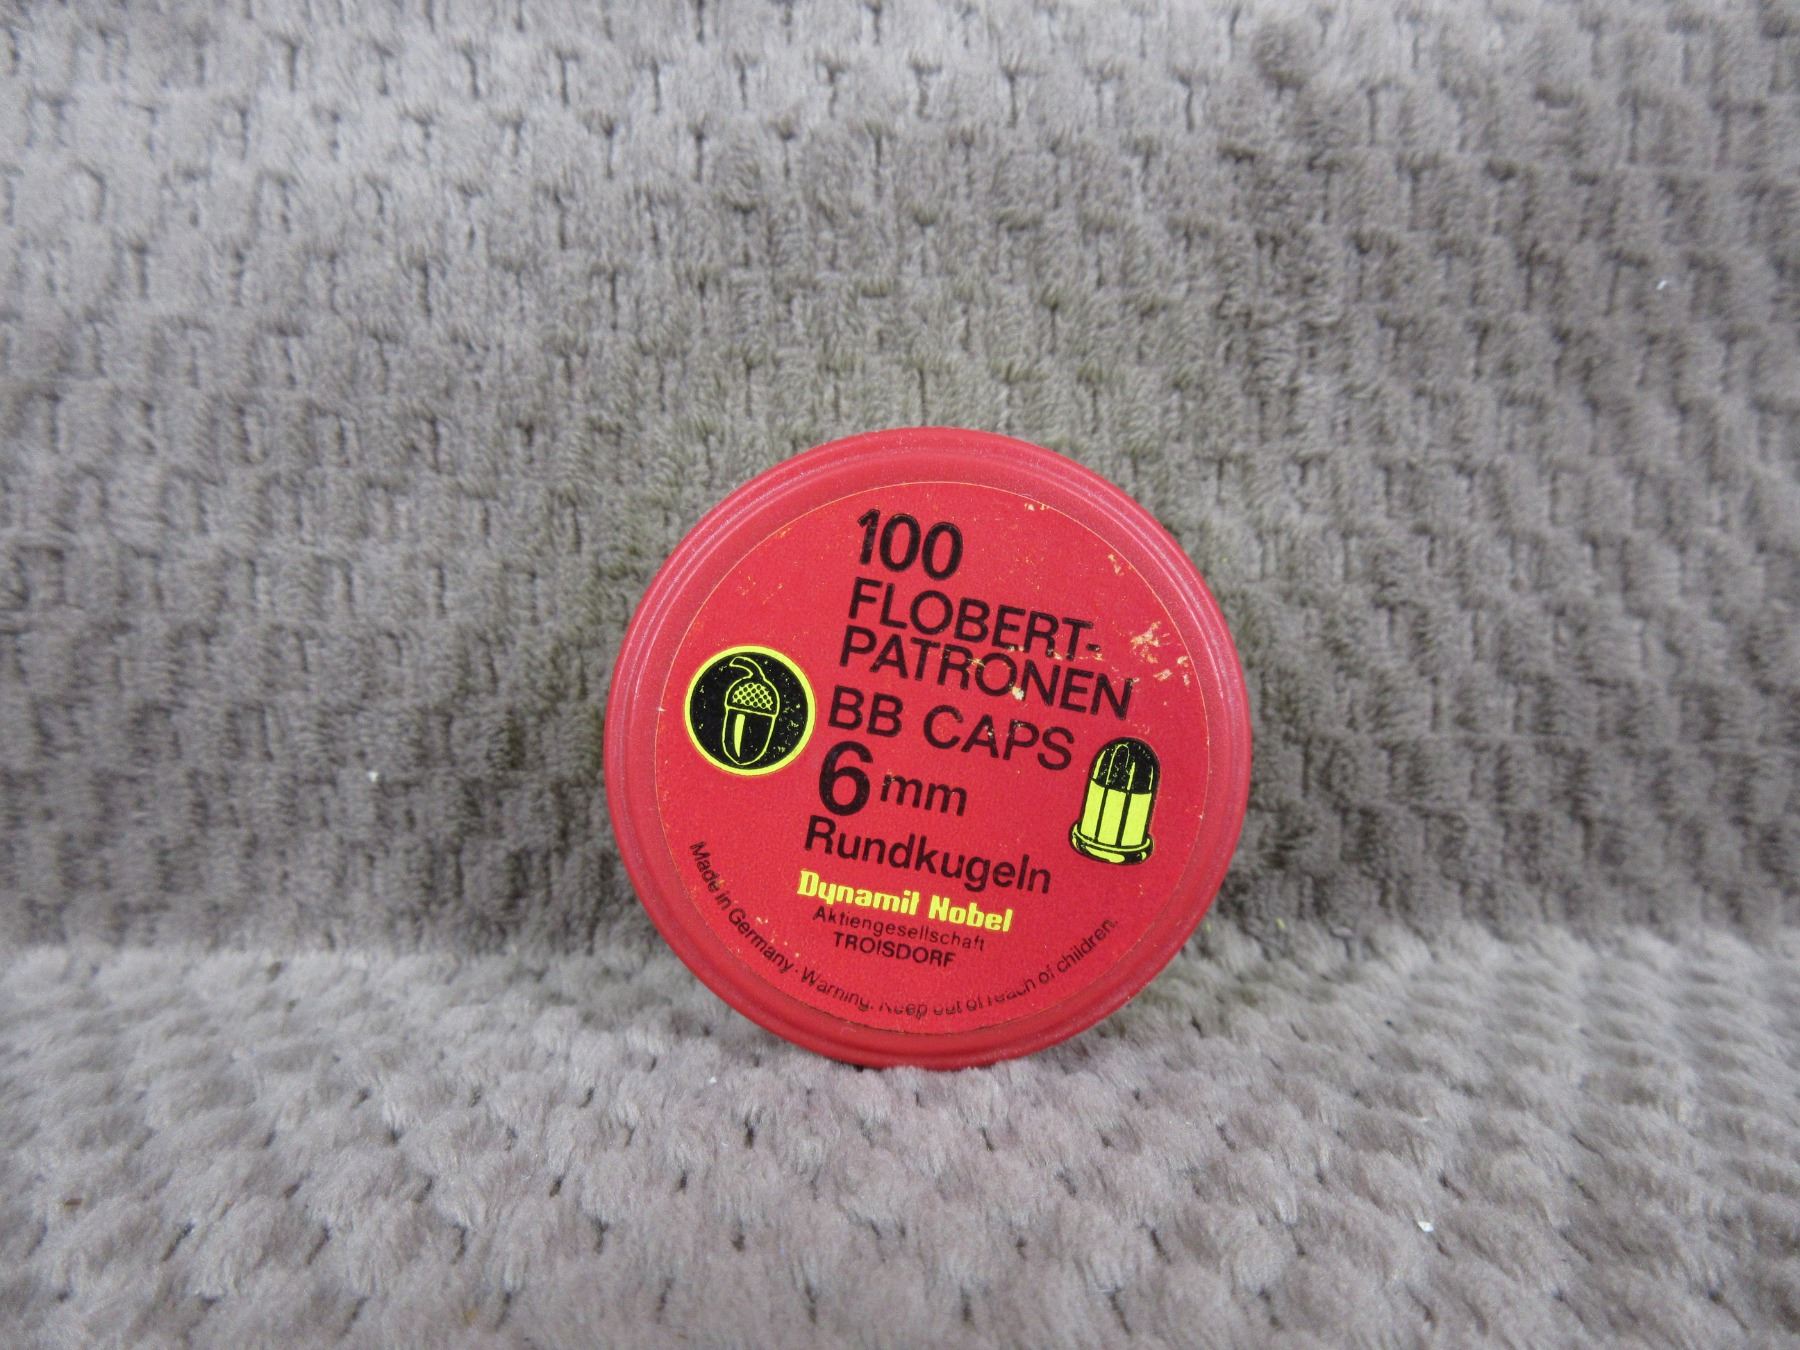 100
FLOBERT-
PATRONEN
BB CAPS
6 mm
Rundkugeln
Dynamit Nobel
Aktiengesellschaft
TROISDORF
Made in Germany · Warning. Keep out of reach of children.